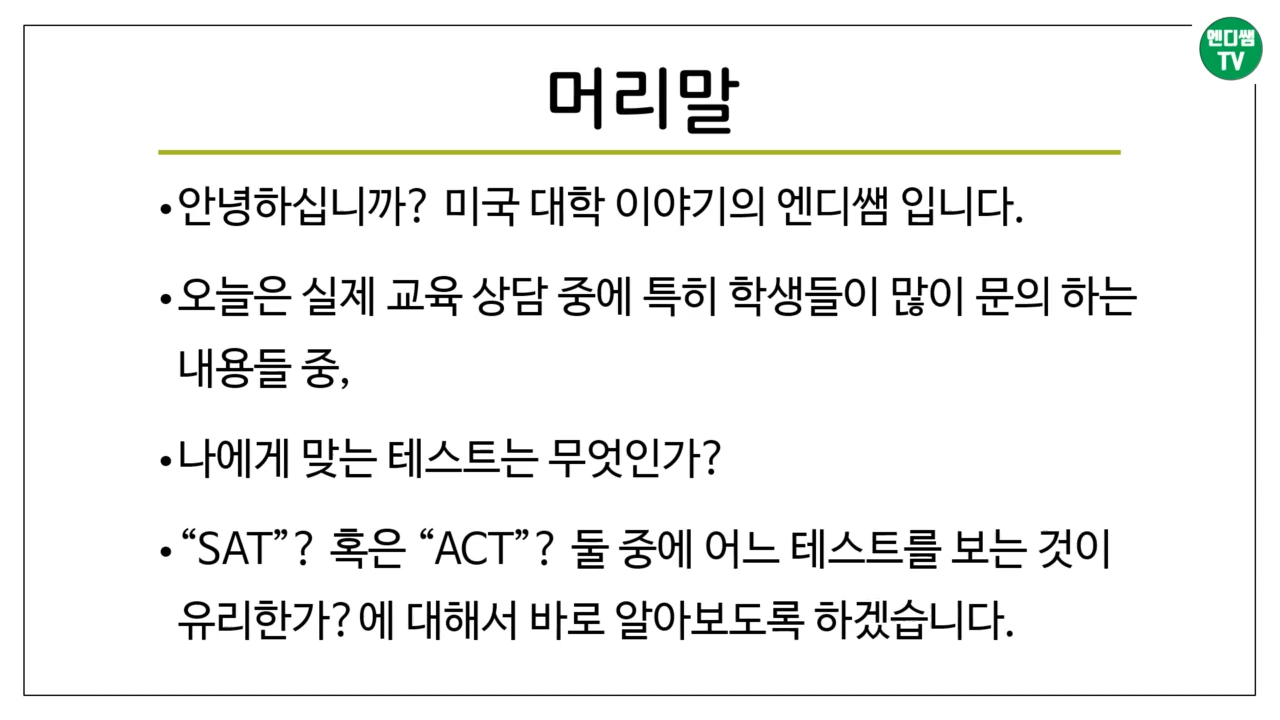 엔디쌤
TV
머리말
•안녕하십니까? 미국 대학 이야기의 엔디쌤 입니다.
•오늘은 실제 교육 상담 중에 특히 학생들이 많이 문의 하는
내용들 중,
•나에게 맞는 테스트는 무엇인가?
•“SAT”? 혹은 “ACT”? 둘 중에 어느 테스트를 보는 것이
유리한가?에 대해서 바로 알아보도록 하겠습니다.